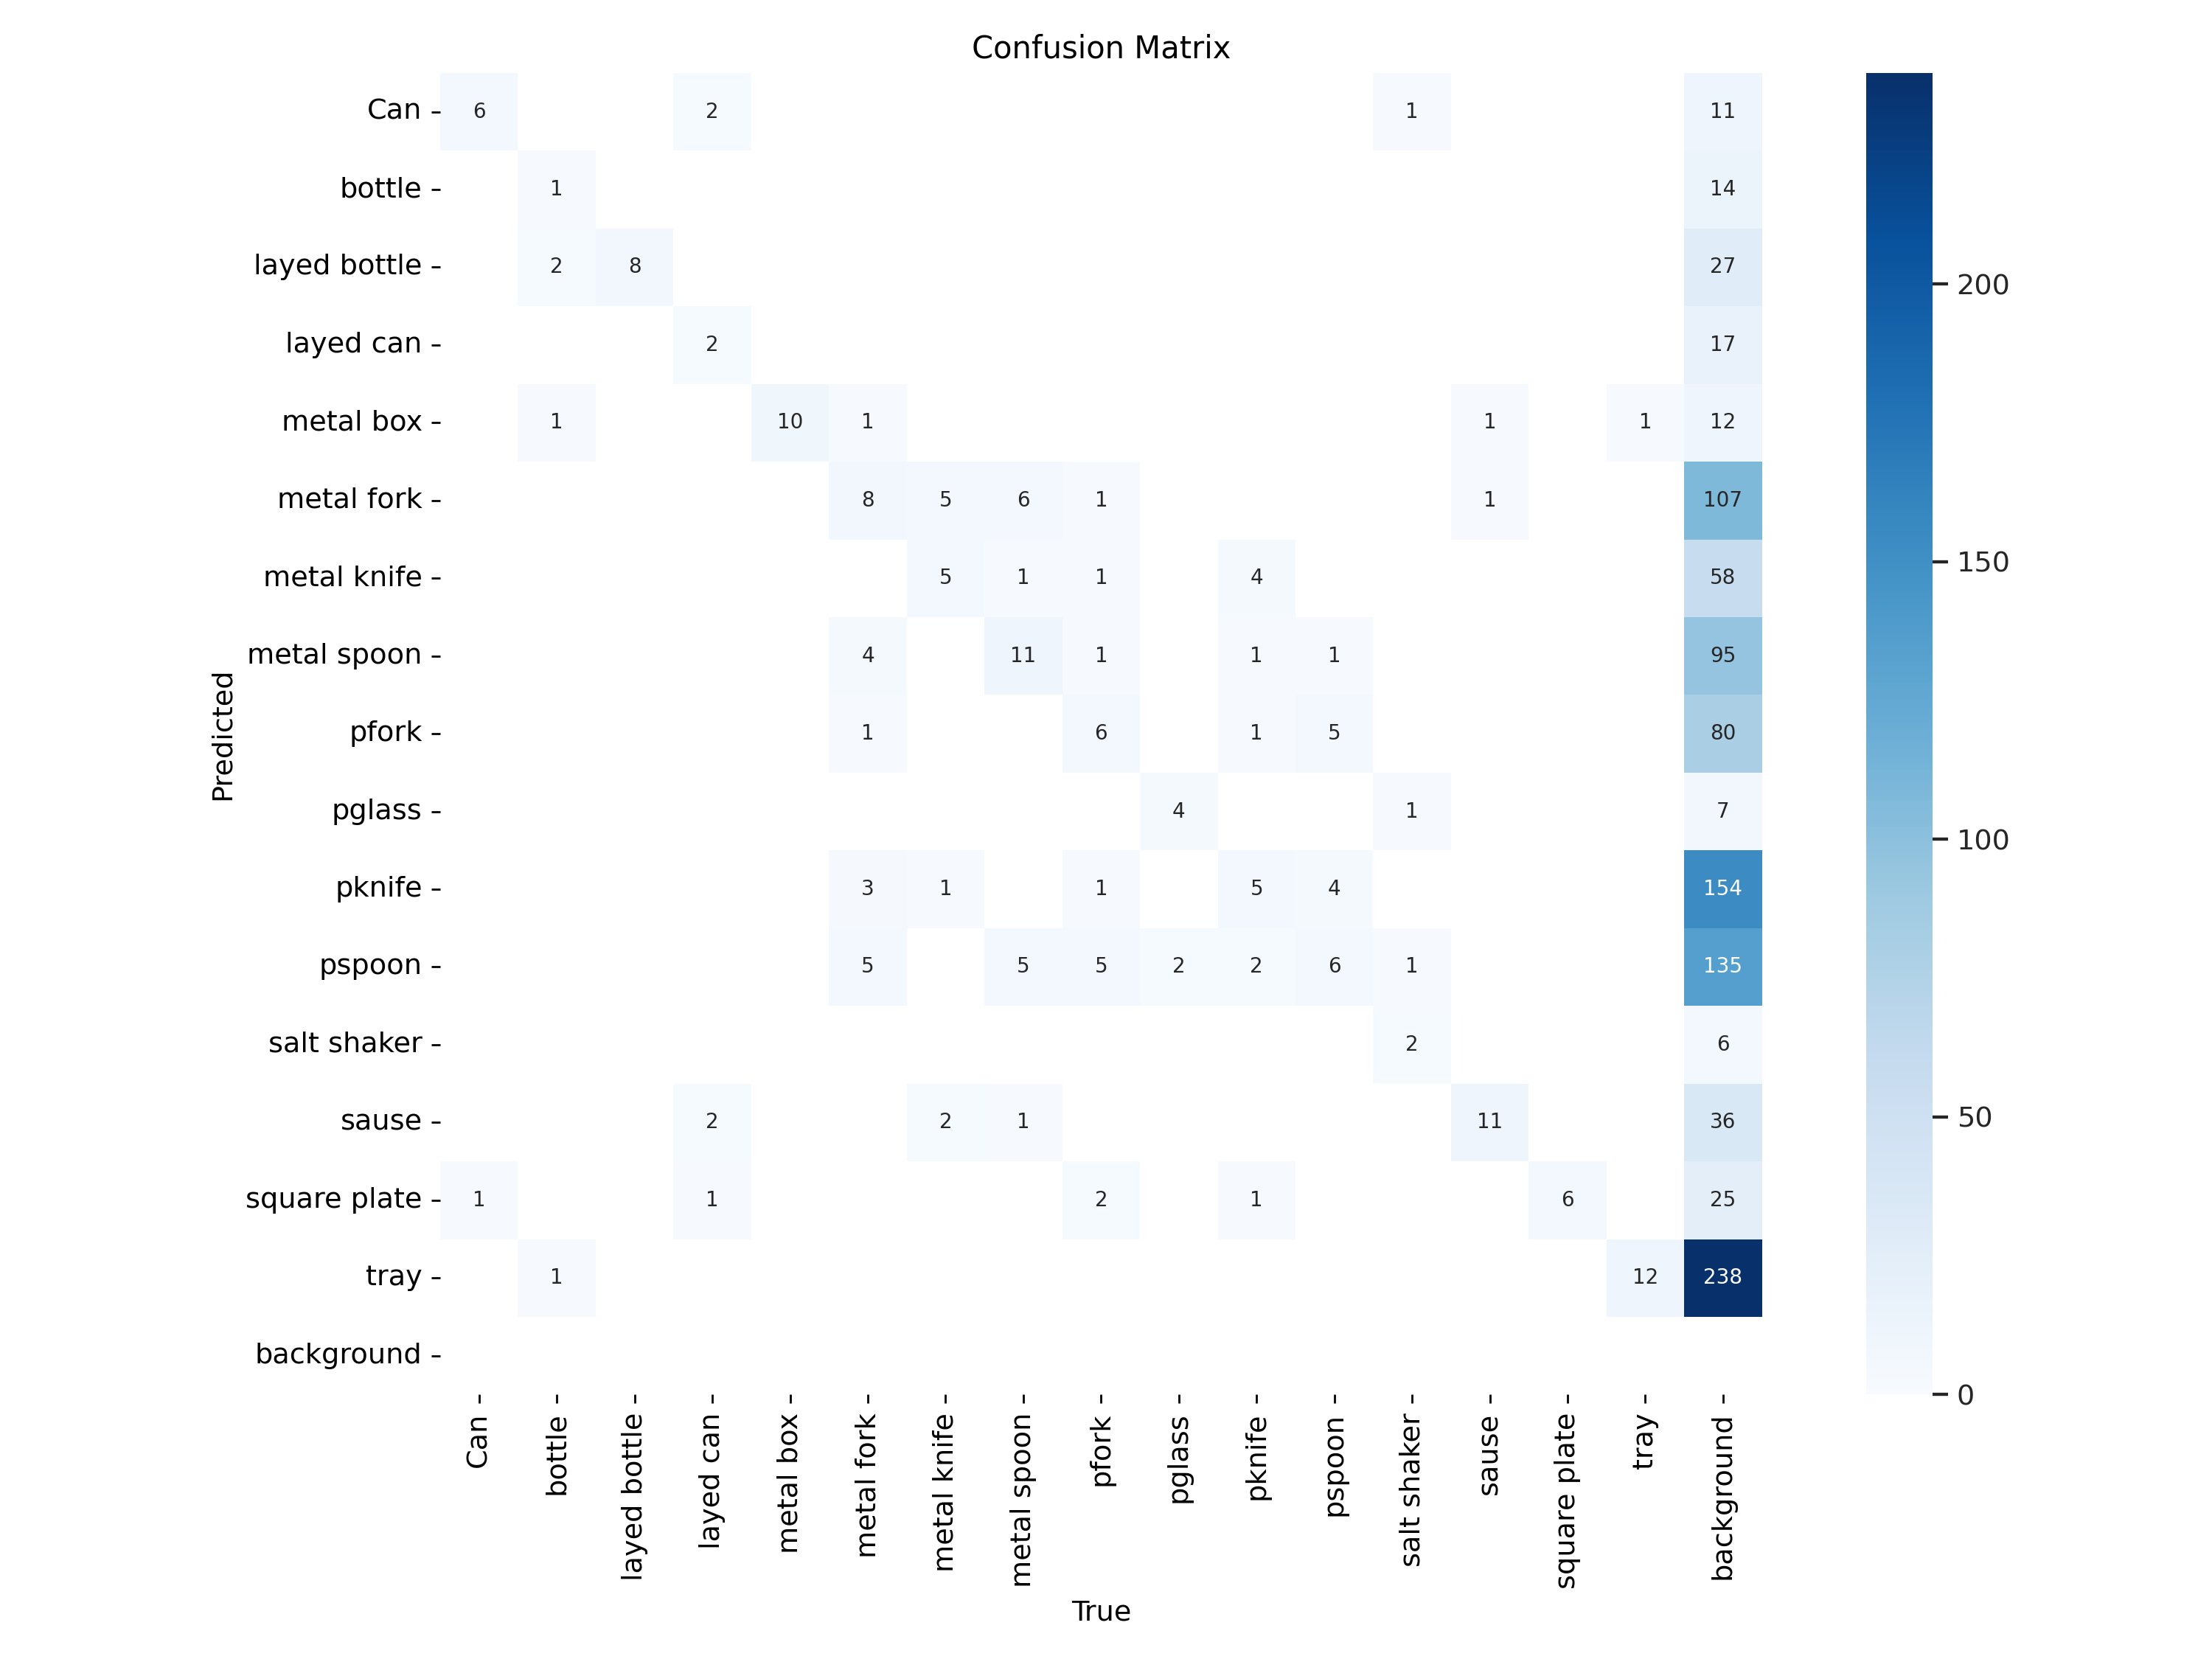 Confusion Matrix
Can 6 2 1 11
bottle 1 14
layed bottle 2 8 27
layed can 2 17
metal box 1 10 1 1 1 12
metal fork 8 5 6 1 1 107
metal knife 5 1 1 4 58
metal spoon 4 11 1 1 1 95
pfork 1 6 1 5 80
pglass 4 1 7
pknife 3 1 1 5 4 154
pspoon 5 5 5 2 2 6 1 135
salt shaker 2 6
sause 2 2 1 11 36
square plate 1 1 2 1 6 25
tray 1 12 238
background
Predicted
Can
bottle
layed bottle
layed can
metal box
metal fork
metal knife
metal spoon
pfork
pglass
pknife
pspoon
salt shaker
sause
square plate
tray
background
True
200
150
100
50
0